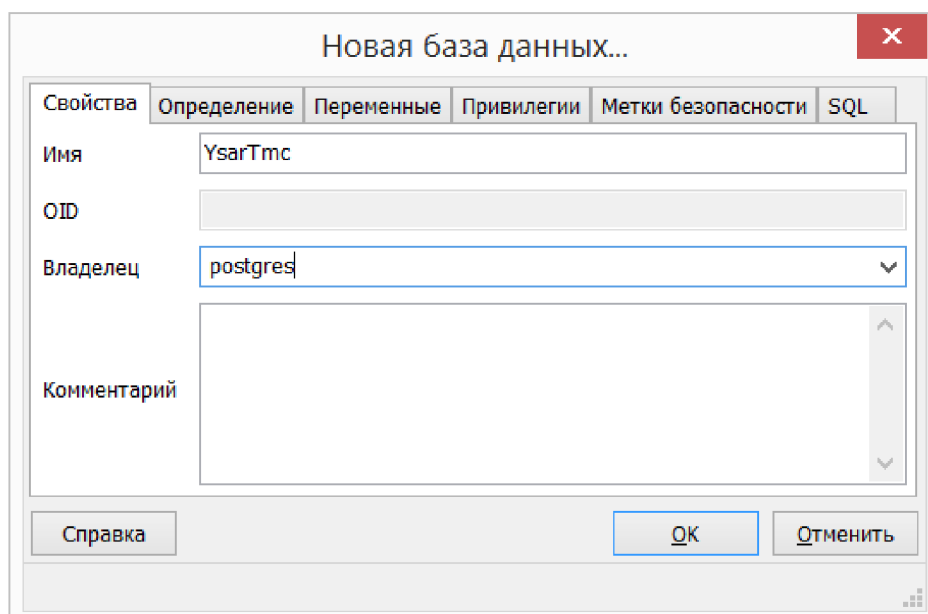 Новая база данных...
Свойства Определение Переменные Привилегии Метки безопасности SQL
Имя YsarTmc
OID
Владелец postgres
Комментарий
Справка OK Отменить